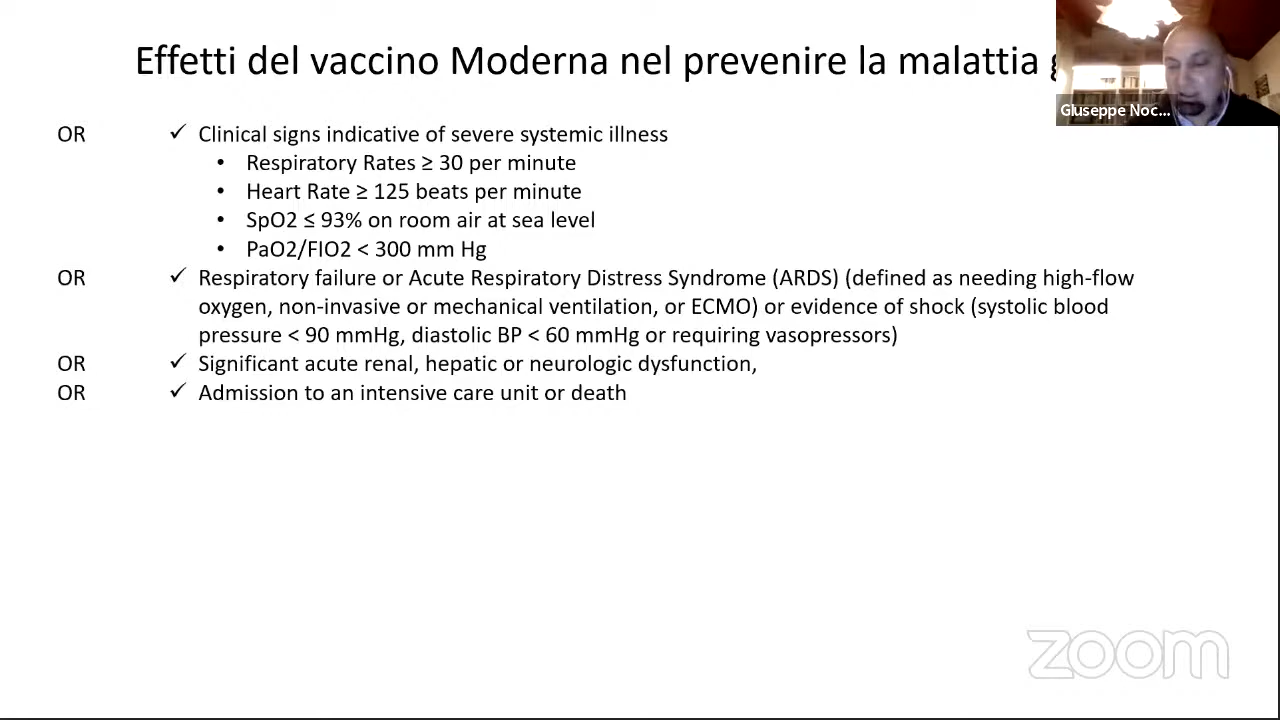 Effetti del vaccino Moderna nel prevenire la malattia
Giuseppe Noc...
OR ✓ Clinical signs indicative of severe systemic illness
• Respiratory Rates ≥ 30 per minute
• Heart Rate ≥ 125 beats per minute
• SpO2 ≤ 93% on room air at sea level
• PaO2/FIO2 < 300 mm Hg
OR ✓ Respiratory failure or Acute Respiratory Distress Syndrome (ARDS) (defined as needing high-flow
oxygen, non-invasive or mechanical ventilation, or ECMO) or evidence of shock (systolic blood
pressure < 90 mmHg, diastolic BP < 60 mmHg or requiring vasopressors)
OR ✓ Significant acute renal, hepatic or neurologic dysfunction,
OR ✓ Admission to an intensive care unit or death
zoom